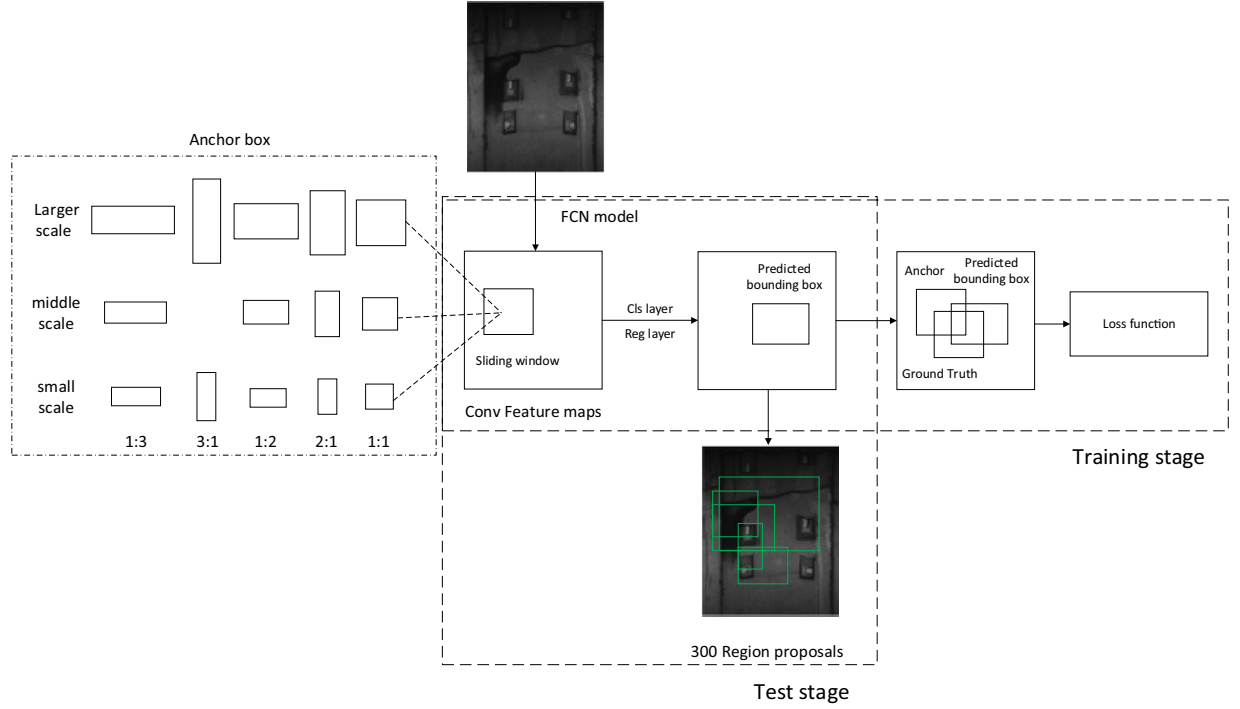 Anchor box
Larger
scale
middle
scale
small
scale
1:3
3:1
1:2
2:1
1:1
FCN model
Sliding window
Conv Feature maps
Cls layer
Reg layer
Predicted
bounding box
Anchor
Predicted
bounding box
Ground Truth
Loss function
Training stage
300 Region proposals
Test stage